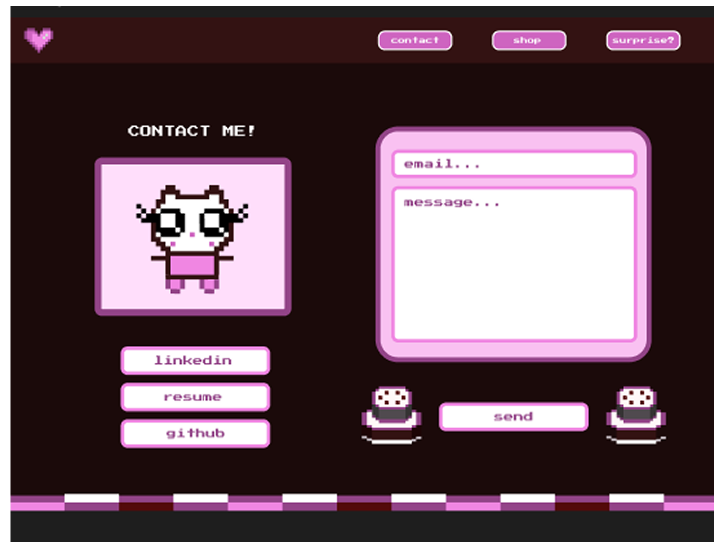 contact
shop
surprise?
CONTACT ME!
email...
message...
linkedin
resume
github
send